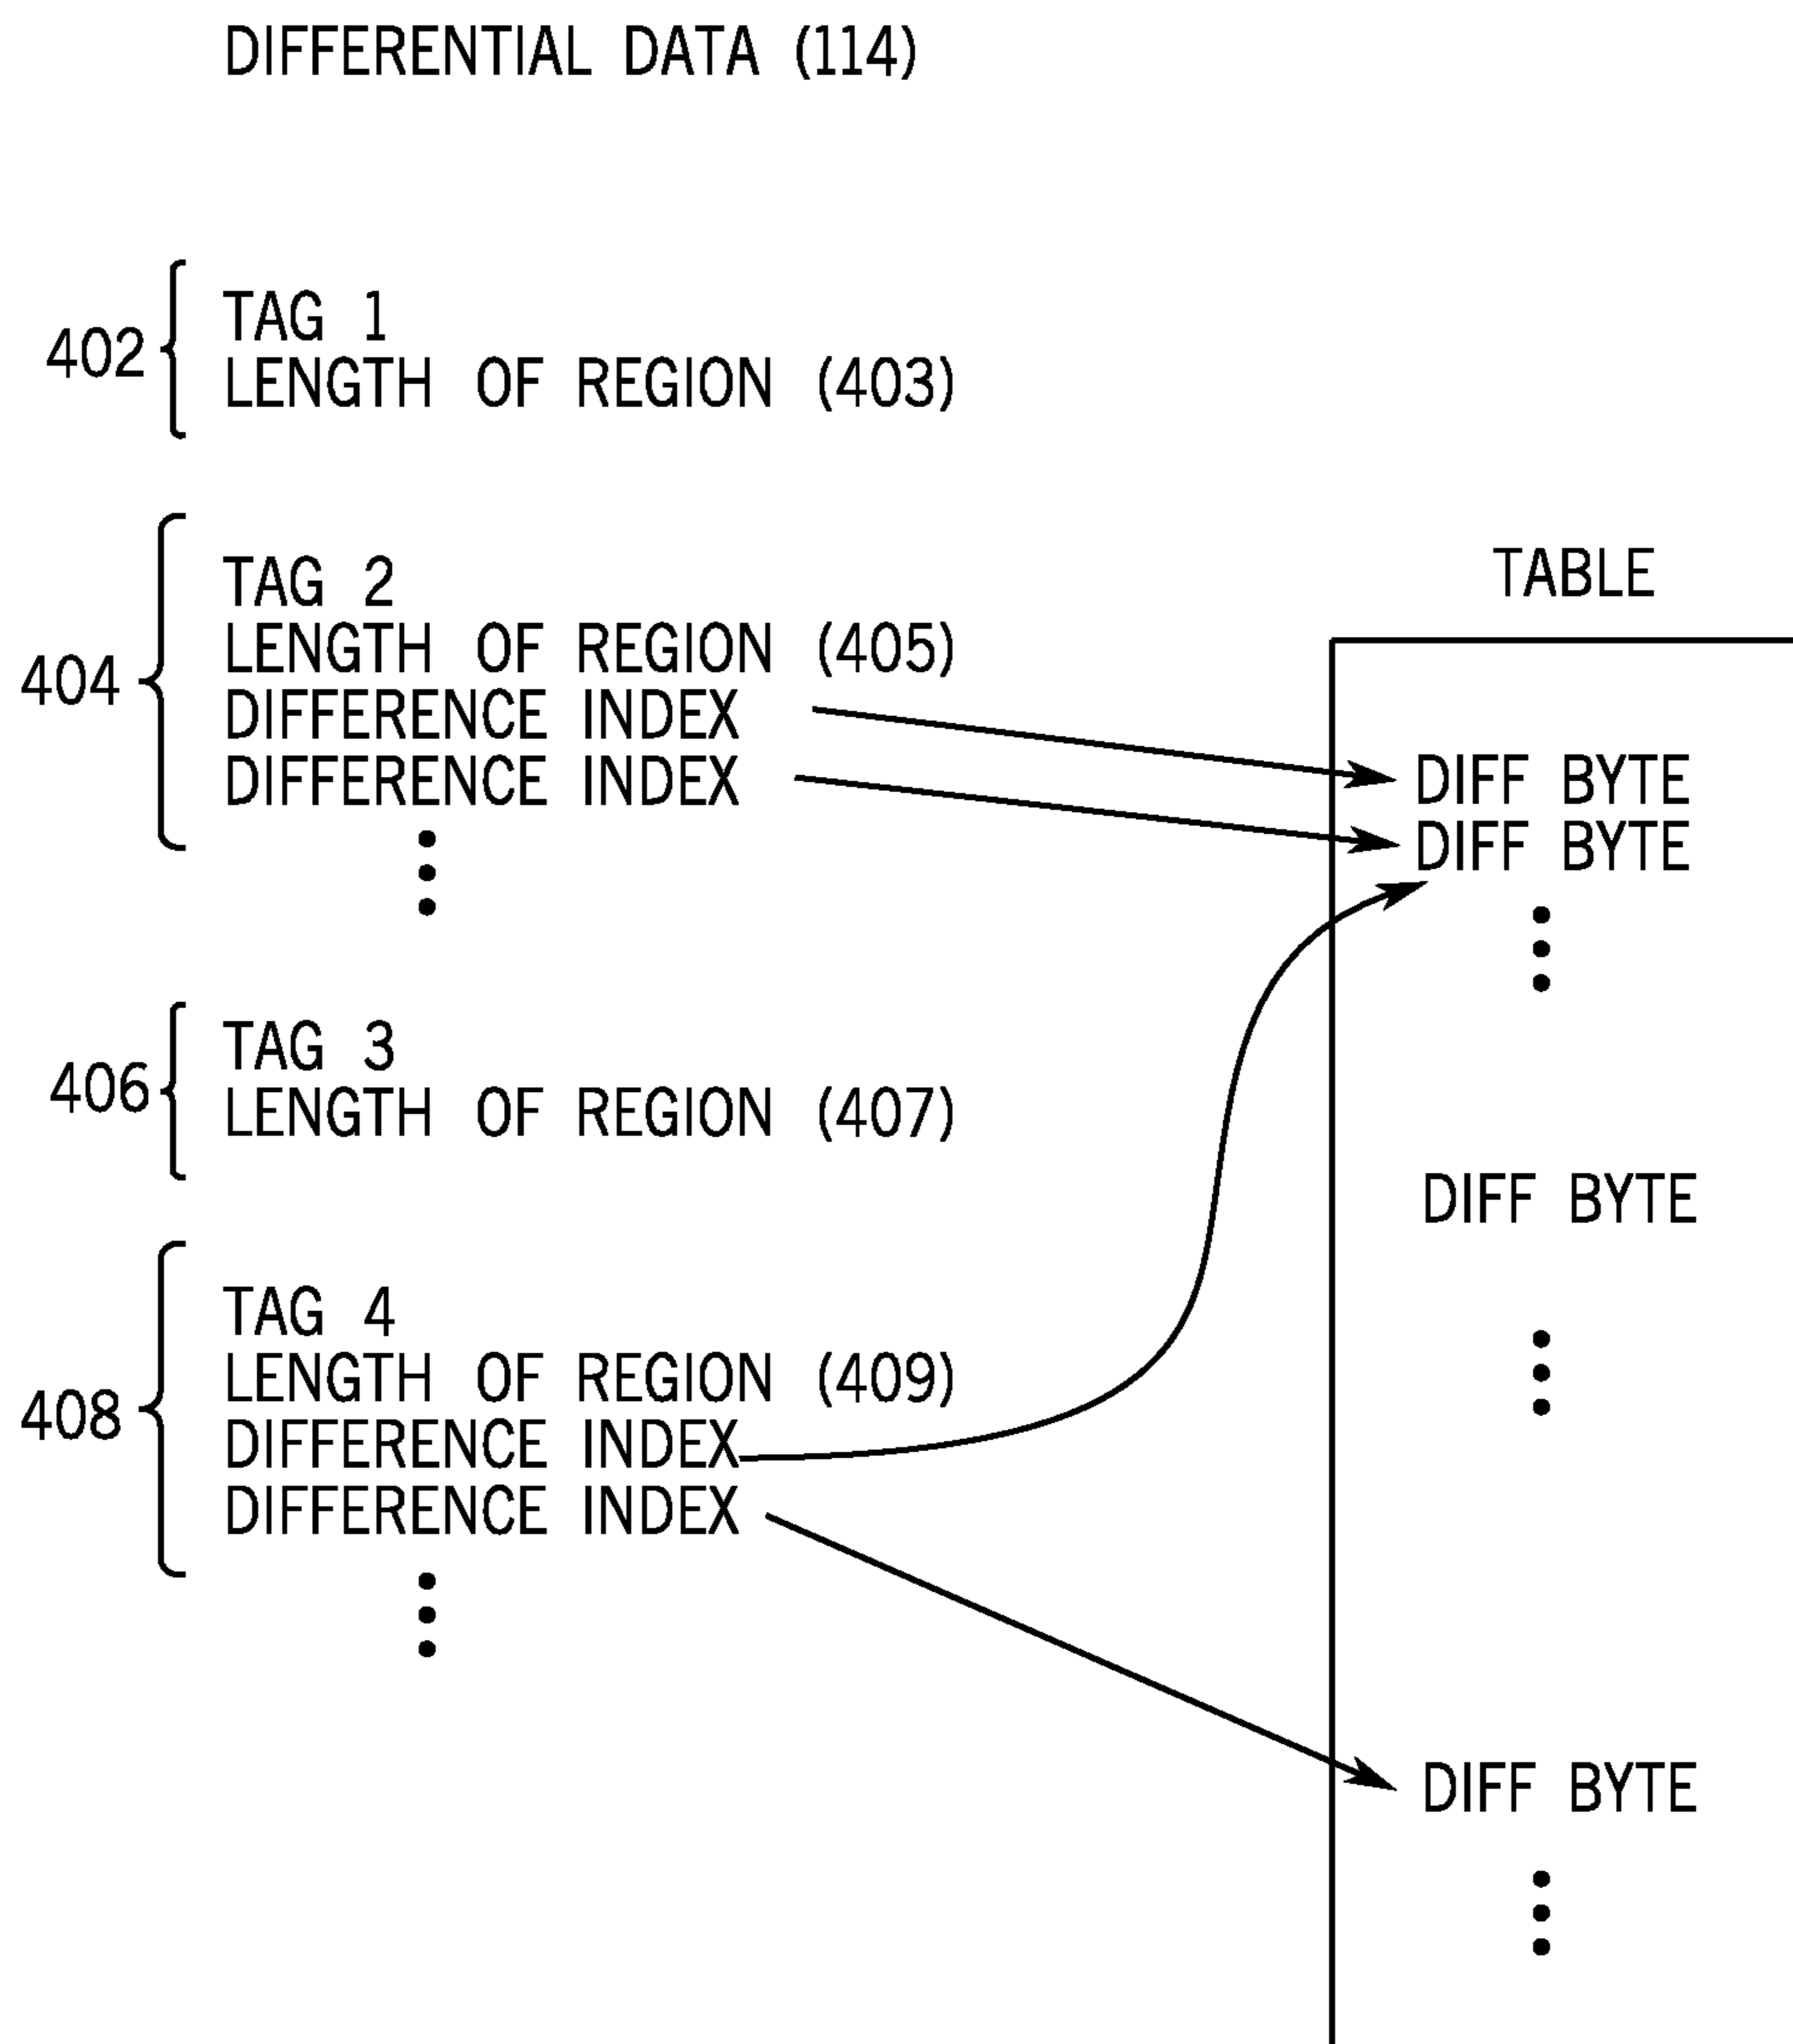 DIFFERENTIAL DATA (114)
402
TAG 1
LENGTH OF REGION (403)
404
TAG 2
LENGTH OF REGION (405)
DIFFERENCE INDEX
DIFFERENCE INDEX
406
TAG 3
LENGTH OF REGION (407)
408
TAG 4
LENGTH OF REGION (409)
DIFFERENCE INDEX
DIFFERENCE INDEX
TABLE
DIFF BYTE
DIFF BYTE
DIFF BYTE
DIFF BYTE